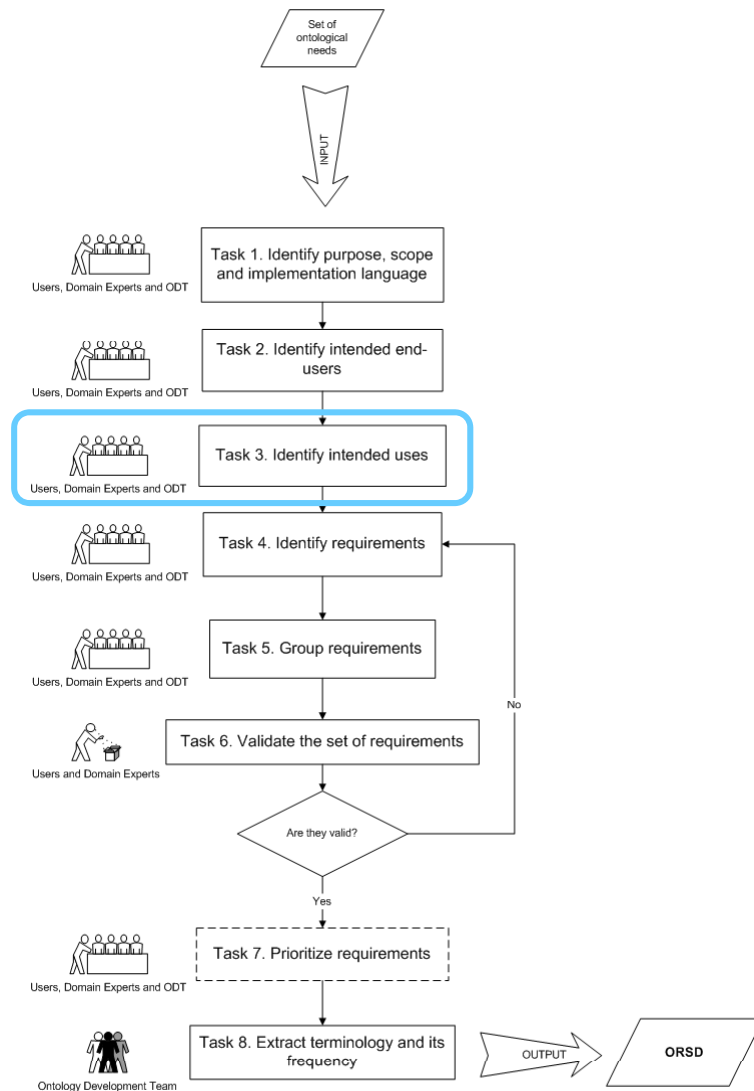 Set of
ontological
needs
INPUT
Task 1. Identify purpose, scope
and implementation language
Users, Domain Experts and ODT
Task 2. Identify intended end-
users
Users, Domain Experts and ODT
Task 3. Identify intended uses
Users, Domain Experts and ODT
Task 4. Identify requirements
Users, Domain Experts and ODT
Task 5. Group requirements
Users, Domain Experts and ODT
No
Task 6. Validate the set of requirements
Users and Domain Experts
Are they valid?
Yes
Task 7. Prioritize requirements
Users, Domain Experts and ODT
Task 8. Extract terminology and its
frequency
Ontology Development Team
OUTPUT
ORSD